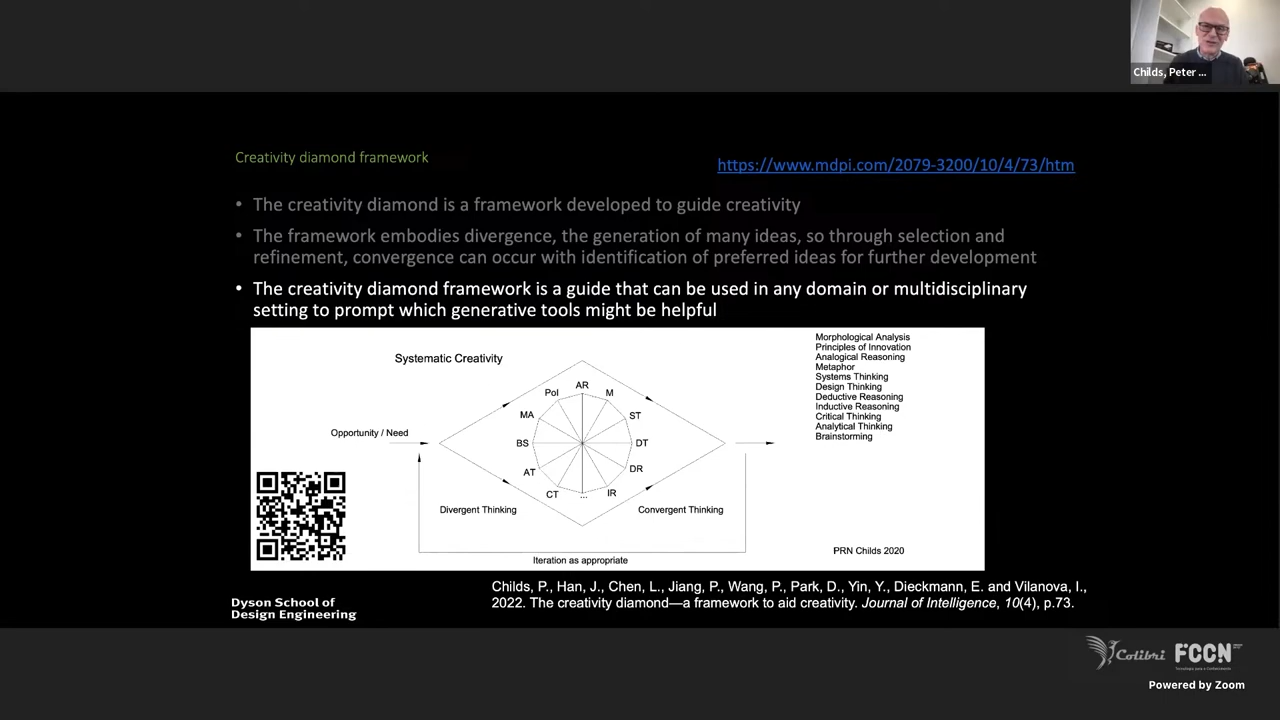 Childs, Peter ...
Creativity diamond framework
https://www.mdpi.com/2079-3200/10/4/73/htm
• The creativity diamond is a framework developed to guide creativity
• The framework embodies divergence, the generation of many ideas, so through selection and
refinement, convergence can occur with identification of preferred ideas for further development
• The creativity diamond framework is a guide that can be used in any domain or multidisciplinary
setting to prompt which generative tools might be helpful
Systematic Creativity
Opportunity / Need
AR
M
ST
DT
DR
IR
...
CT
AT
BS
MA
PoI
Divergent Thinking
Convergent Thinking
Iteration as appropriate
Morphological Analysis
Principles of Innovation
Analogical Reasoning
Metaphor
Systems Thinking
Design Thinking
Deductive Reasoning
Inductive Reasoning
Critical Thinking
Analytical Thinking
Brainstorming
PRN Childs 2020
Childs, P., Han, J., Chen, L., Jiang, P., Wang, P., Park, D., Yin, Y., Dieckmann, E. and Vilanova, I.,
2022. The creativity diamond—a framework to aid creativity. Journal of Intelligence, 10(4), p.73.
Dyson School of
Design Engineering
Colibri
FCCN
Powered by Zoom